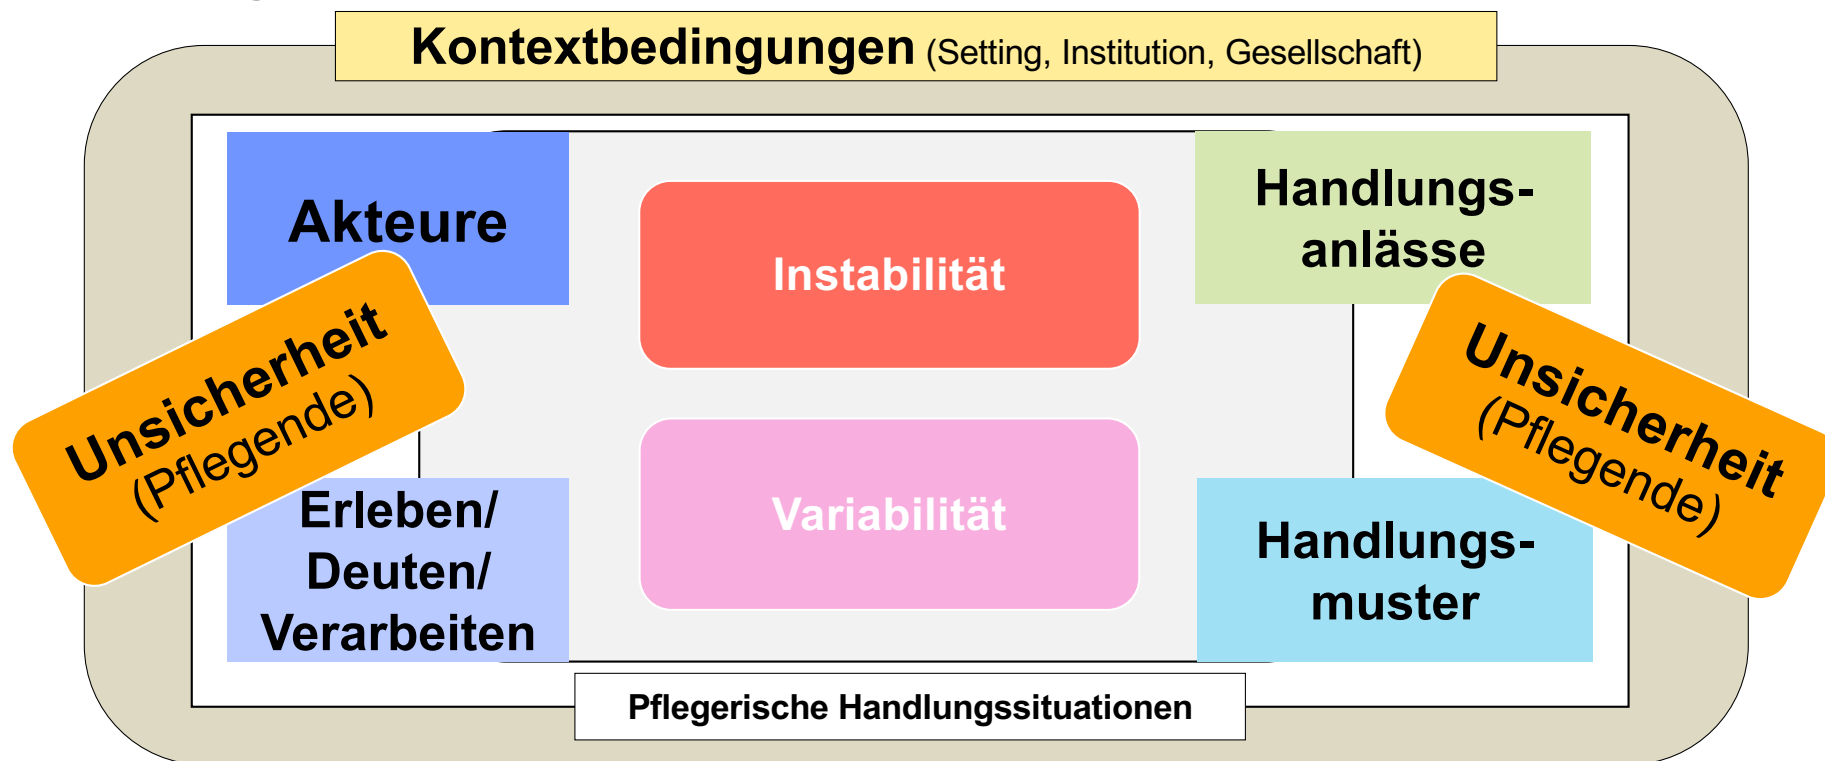 Kontextbedingungen (Setting, Institution, Gesellschaft)
Akteure
Handlungs-
anlässe
Instabilität
Unsicherheit
(Pflegende)
Unsicherheit
(Pflegende)
Variabilität
Erleben/
Deuten/
Verarbeiten
Handlungs-
muster
Pflegerische Handlungssituationen